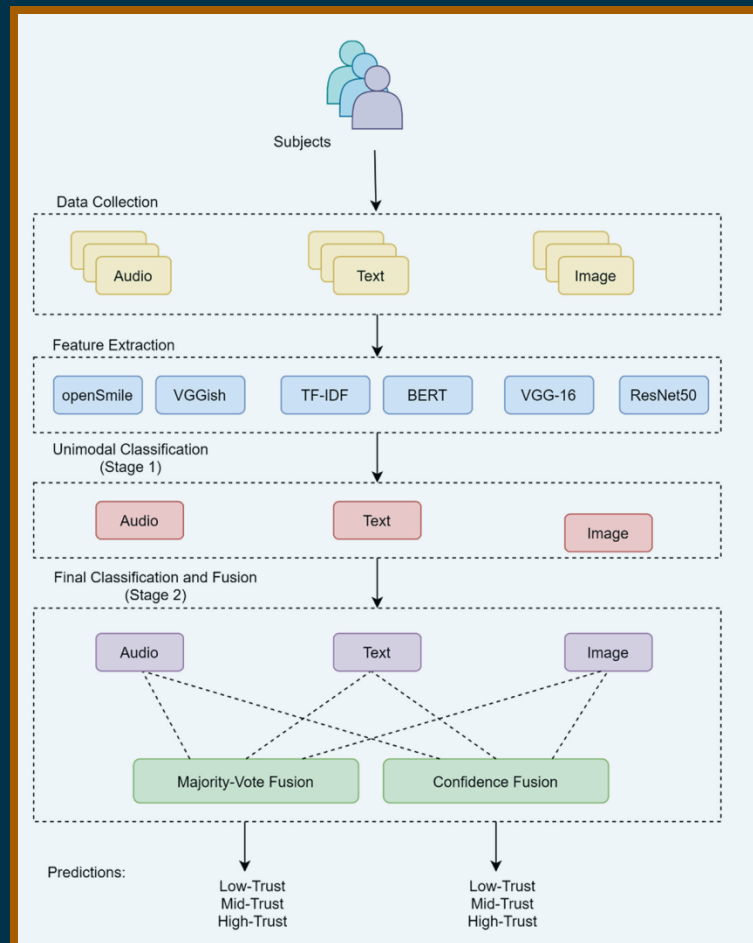 Subjects
Data Collection
Audio
Text
Image
Feature Extraction
openSmile
VGGish
TF-IDF
BERT
VGG-16
ResNet50
Unimodal Classification
(Stage 1)
Audio
Text
Image
Final Classification and Fusion
(Stage 2)
Audio
Text
Image
Majority-Vote Fusion
Confidence Fusion
Predictions:
Low-Trust
Mid-Trust
High-Trust
Low-Trust
Mid-Trust
High-Trust